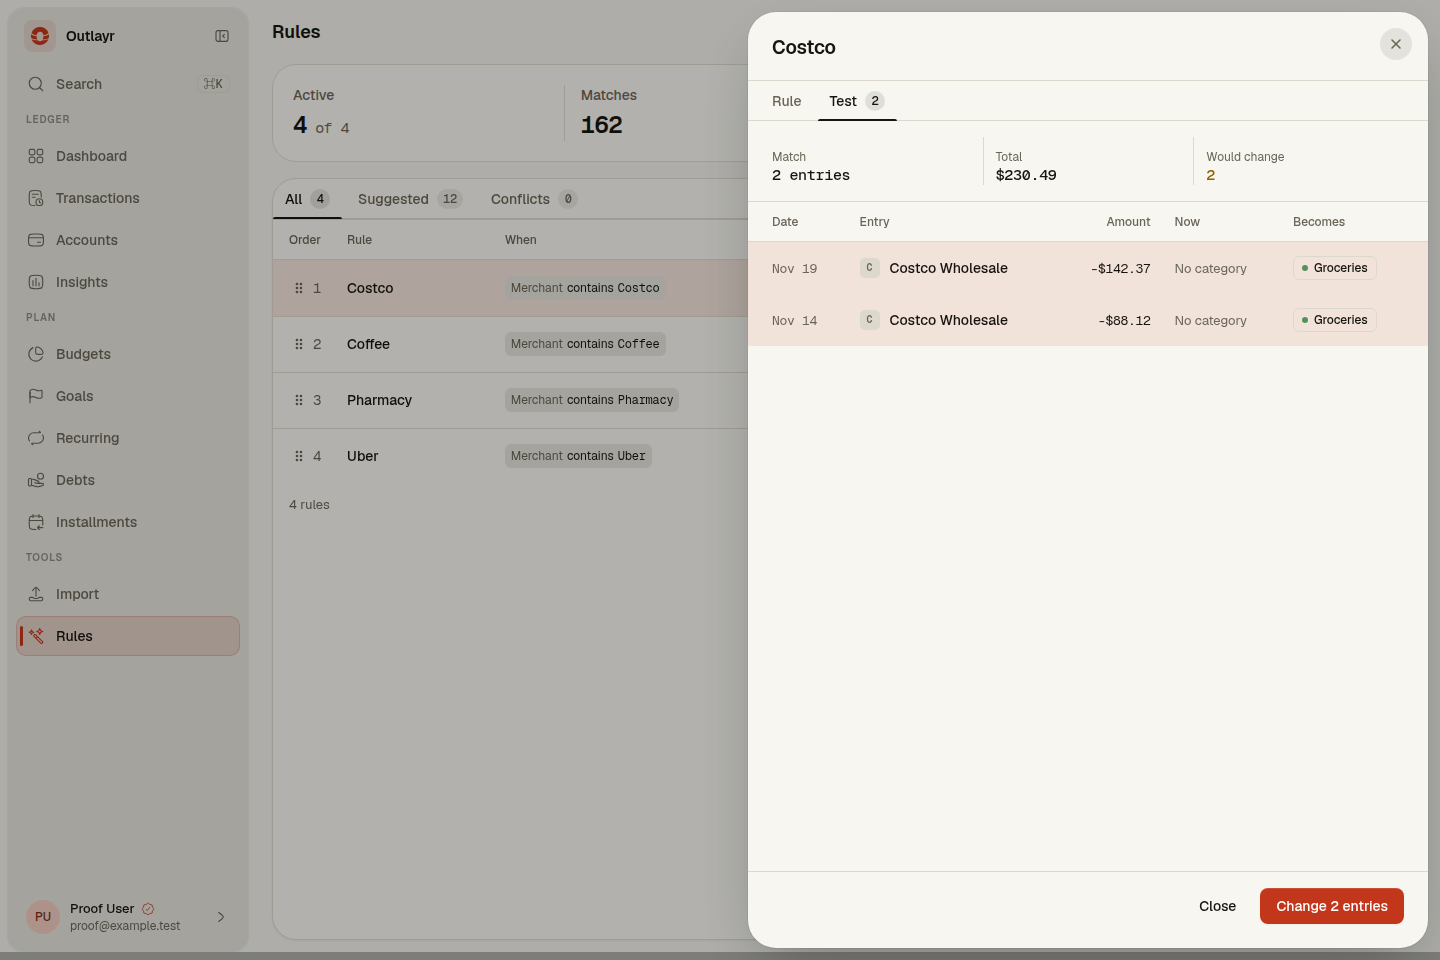 Outlayr
Search ⌘K
LEDGER
Dashboard
Transactions
Accounts
Insights
PLAN
Budgets
Goals
Recurring
Debts
Installments
TOOLS
Import
Rules
PU
Proof User
proof@example.test
Rules
Active
4 of 4
Matches
162
All 4 Suggested 12 Conflicts 0
Order Rule When
1 Costco Merchant contains Costco
2 Coffee Merchant contains Coffee
3 Pharmacy Merchant contains Pharmacy
4 Uber Merchant contains Uber
4 rules
Costco
Rule Test 2
Match
2 entries
Total
$230.49
Would change
2
Date Entry Amount Now Becomes
Nov 19 C Costco Wholesale -$142.37 No category Groceries
Nov 14 C Costco Wholesale -$88.12 No category Groceries
Close Change 2 entries